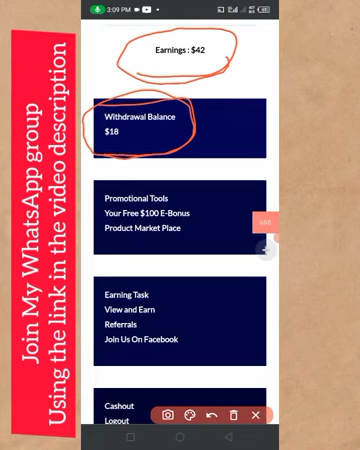 Join My WhatsApp group
Using the link in the video description
3:09 PM
Earnings : $42
Withdrawal Balance
$18
Promotional Tools
Your Free $100 E-Bonus
Product Market Place
USD
Earning Task
View and Earn
Referrals
Join Us On Facebook
Cashout
Logout